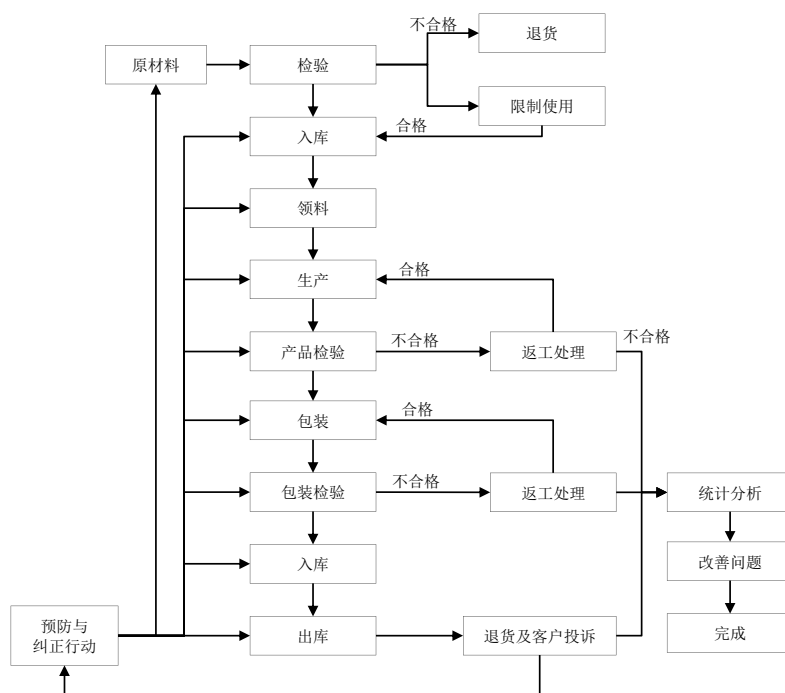 不合格
退货
原材料
检验
限制使用
合格
入库
领料
合格
生产
不合格
不合格
产品检验
返工处理
合格
包装
不合格
包装检验
返工处理
统计分析
入库
改善问题
预防与
纠正行动
出库
退货及客户投诉
完成